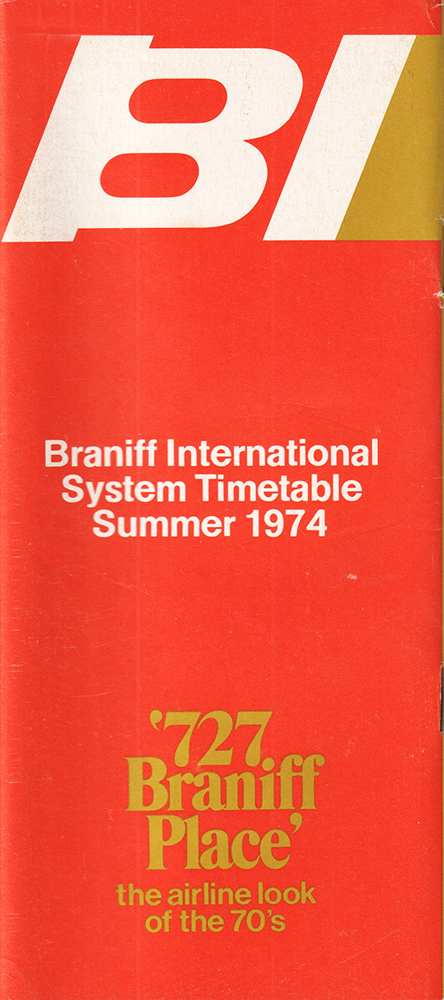 BI
Braniff International
System Timetable
Summer 1974
'727
Braniff
Place'
the airline look
of the 70's